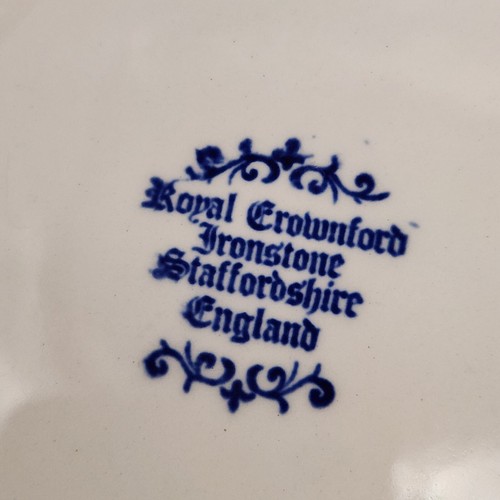 Royal Crownford
Ironstone
Staffordshire
England